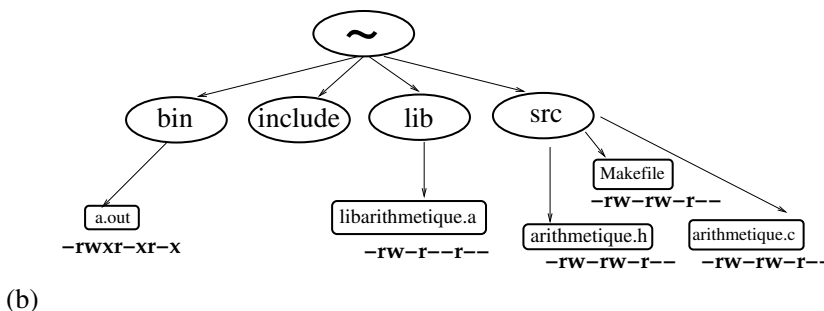 ~
bin include lib src
Makefile
-rw-rw-r--
a.out libarithmetique.a
-rwxr-xr-x -rw-r--r--
arithmetique.h arithmetique.c
-rw-rw-r-- -rw-rw-r--
(b)